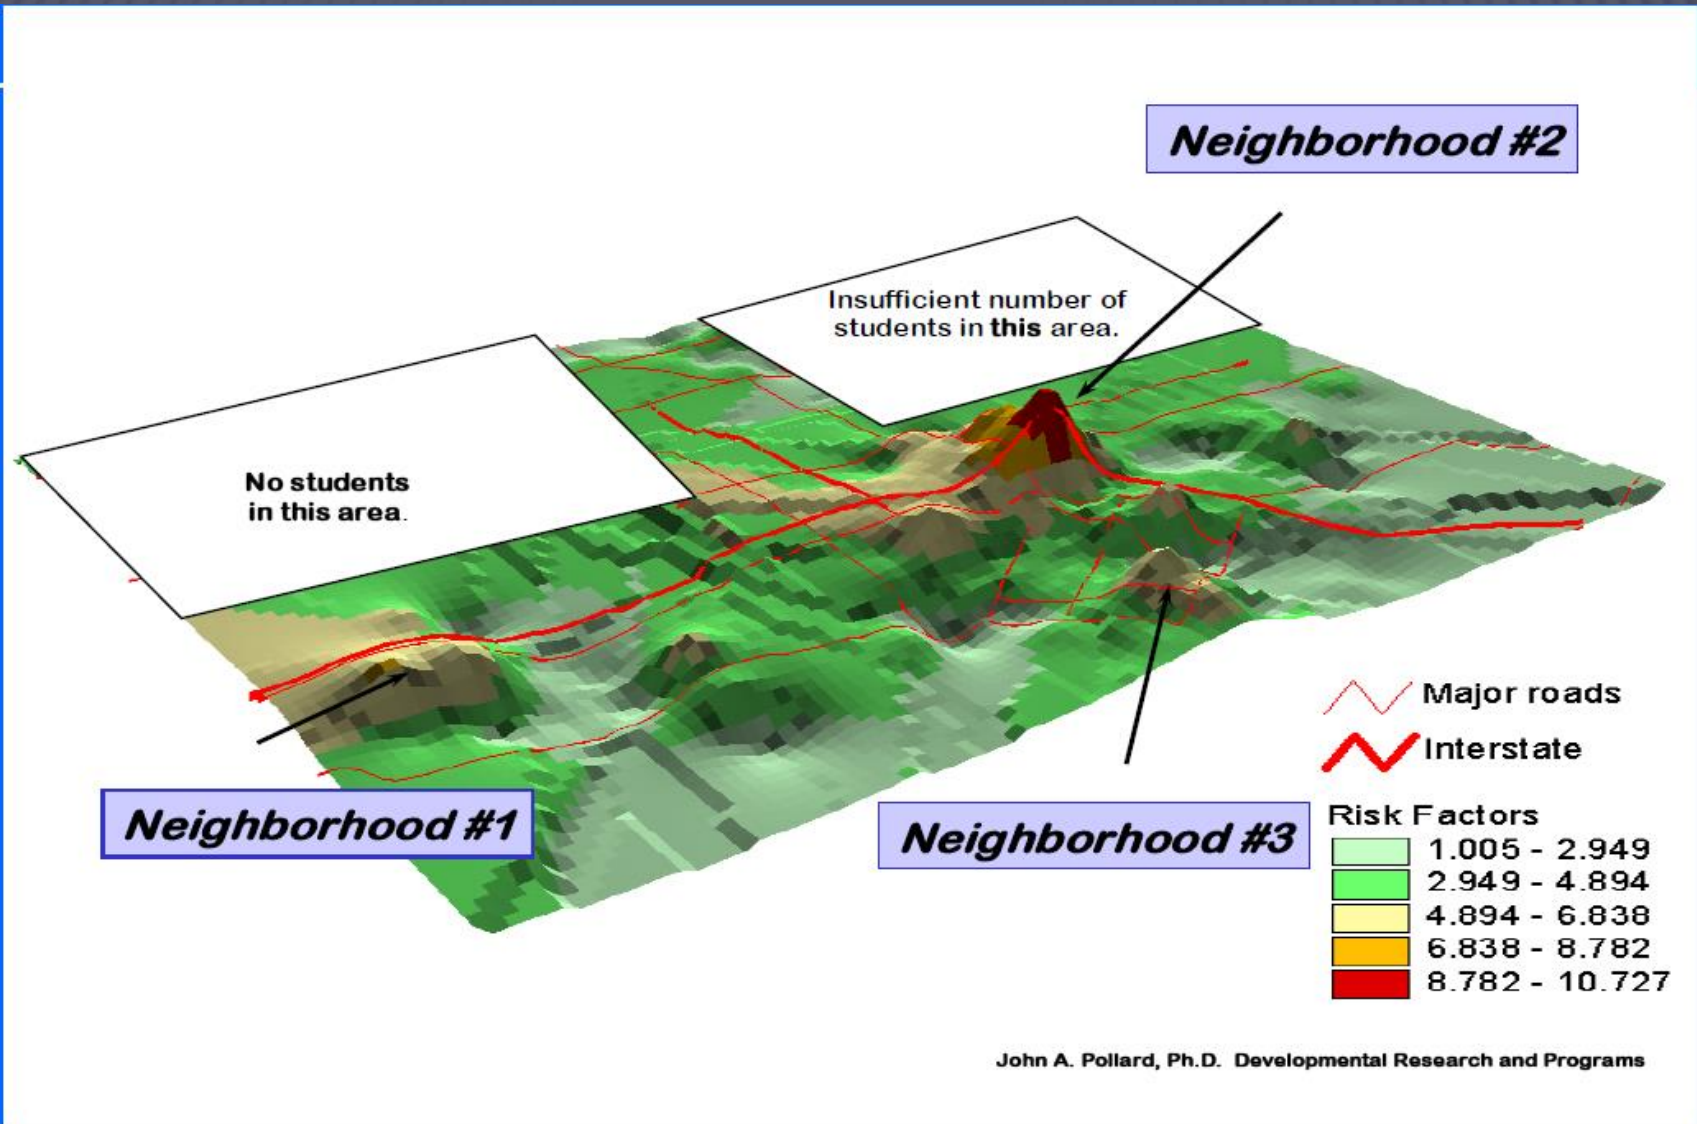 Neighborhood #2
Insufficient number of
students in this area.
No students
in this area.
Neighborhood #1
Neighborhood #3
Major roads
Interstate
Risk Factors
1.005 - 2.949
2.949 - 4.894
4.894 - 6.838
6.838 - 8.782
8.782 - 10.727
John A. Pollard, Ph.D. Developmental Research and Programs